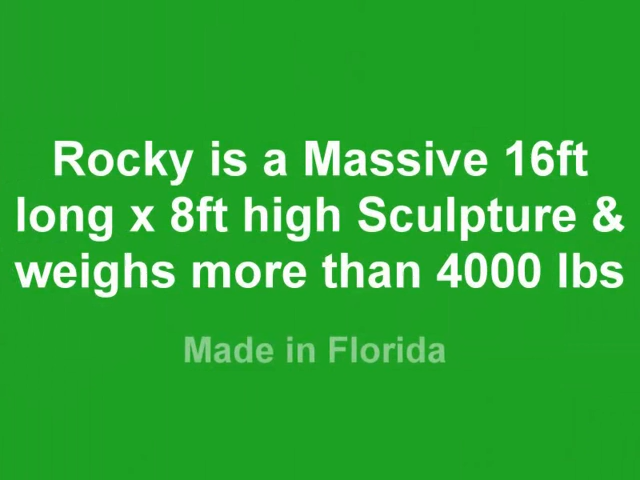 Rocky is a Massive 16ft
long x 8ft high Sculpture &
weighs more than 4000 lbs
Made in Florida